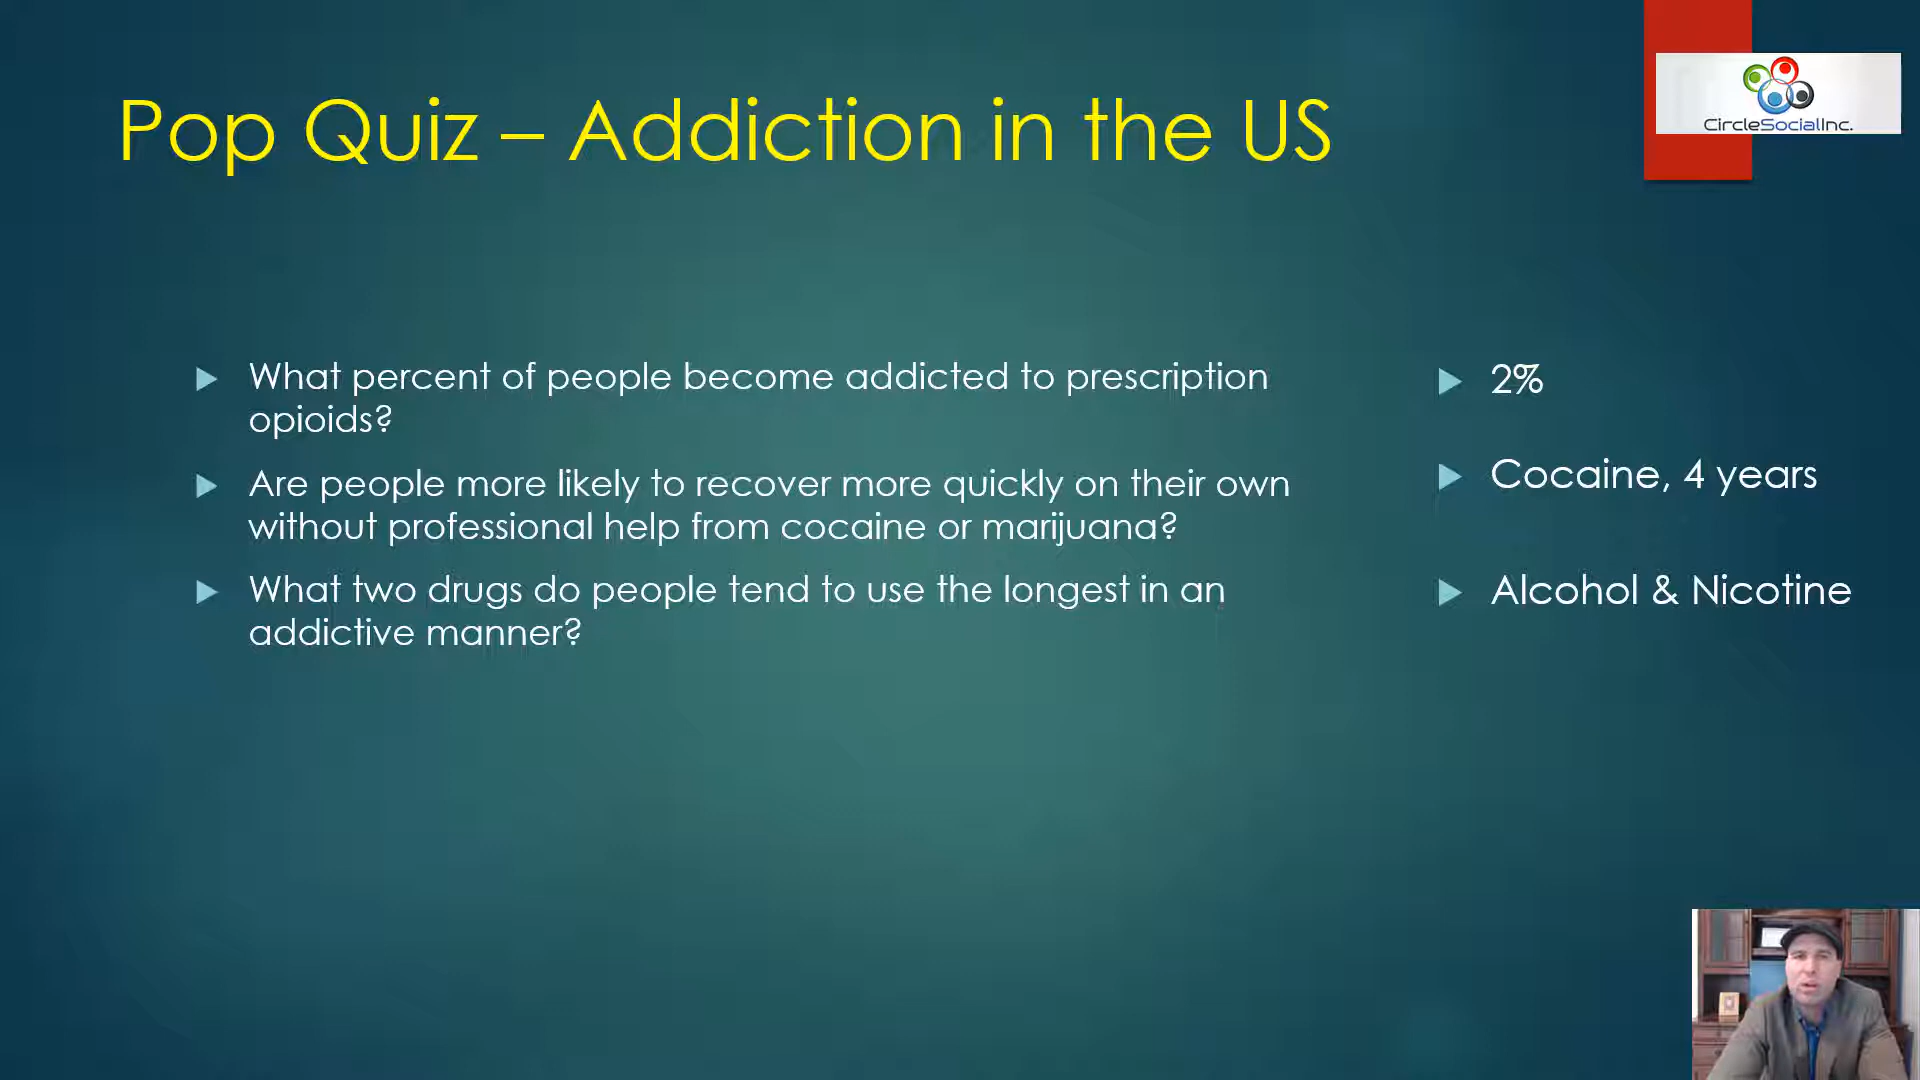 Pop Quiz – Addiction in the US
CircleSocialInc.
What percent of people become addicted to prescription
opioids?
2%
Are people more likely to recover more quickly on their own
without professional help from cocaine or marijuana?
Cocaine, 4 years
What two drugs do people tend to use the longest in an
addictive manner?
Alcohol & Nicotine